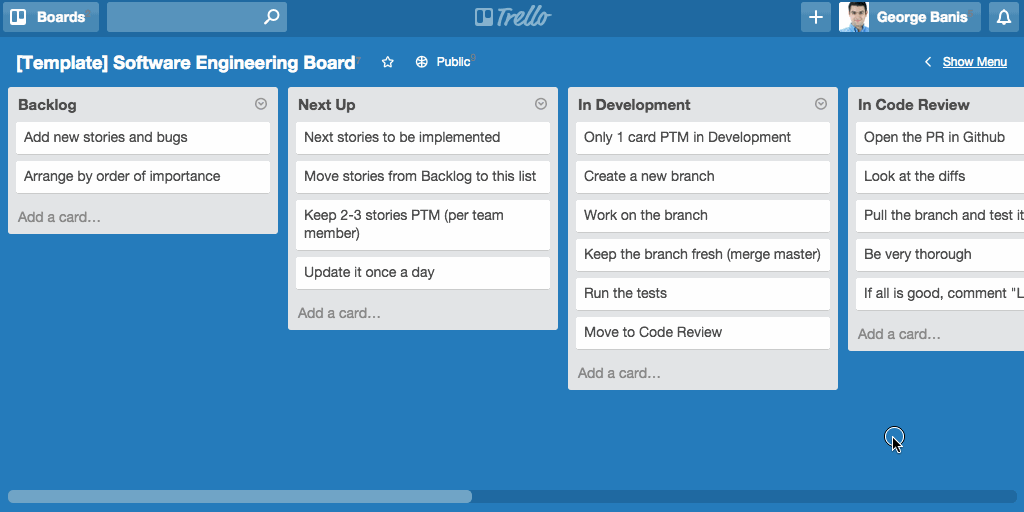 Boards
Trello
George Banis
[Template] Software Engineering Board
Public
Show Menu
Backlog
Add new stories and bugs
Arrange by order of importance
Add a card…
Next Up
Next stories to be implemented
Move stories from Backlog to this list
Keep 2-3 stories PTM (per team
member)
Update it once a day
Add a card…
In Development
Only 1 card PTM in Development
Create a new branch
Work on the branch
Keep the branch fresh (merge master)
Run the tests
Move to Code Review
Add a card…
In Code Review
Open the PR in Github
Look at the diffs
Pull the branch and test it
Be very thorough
If all is good, comment "L
Add a card…